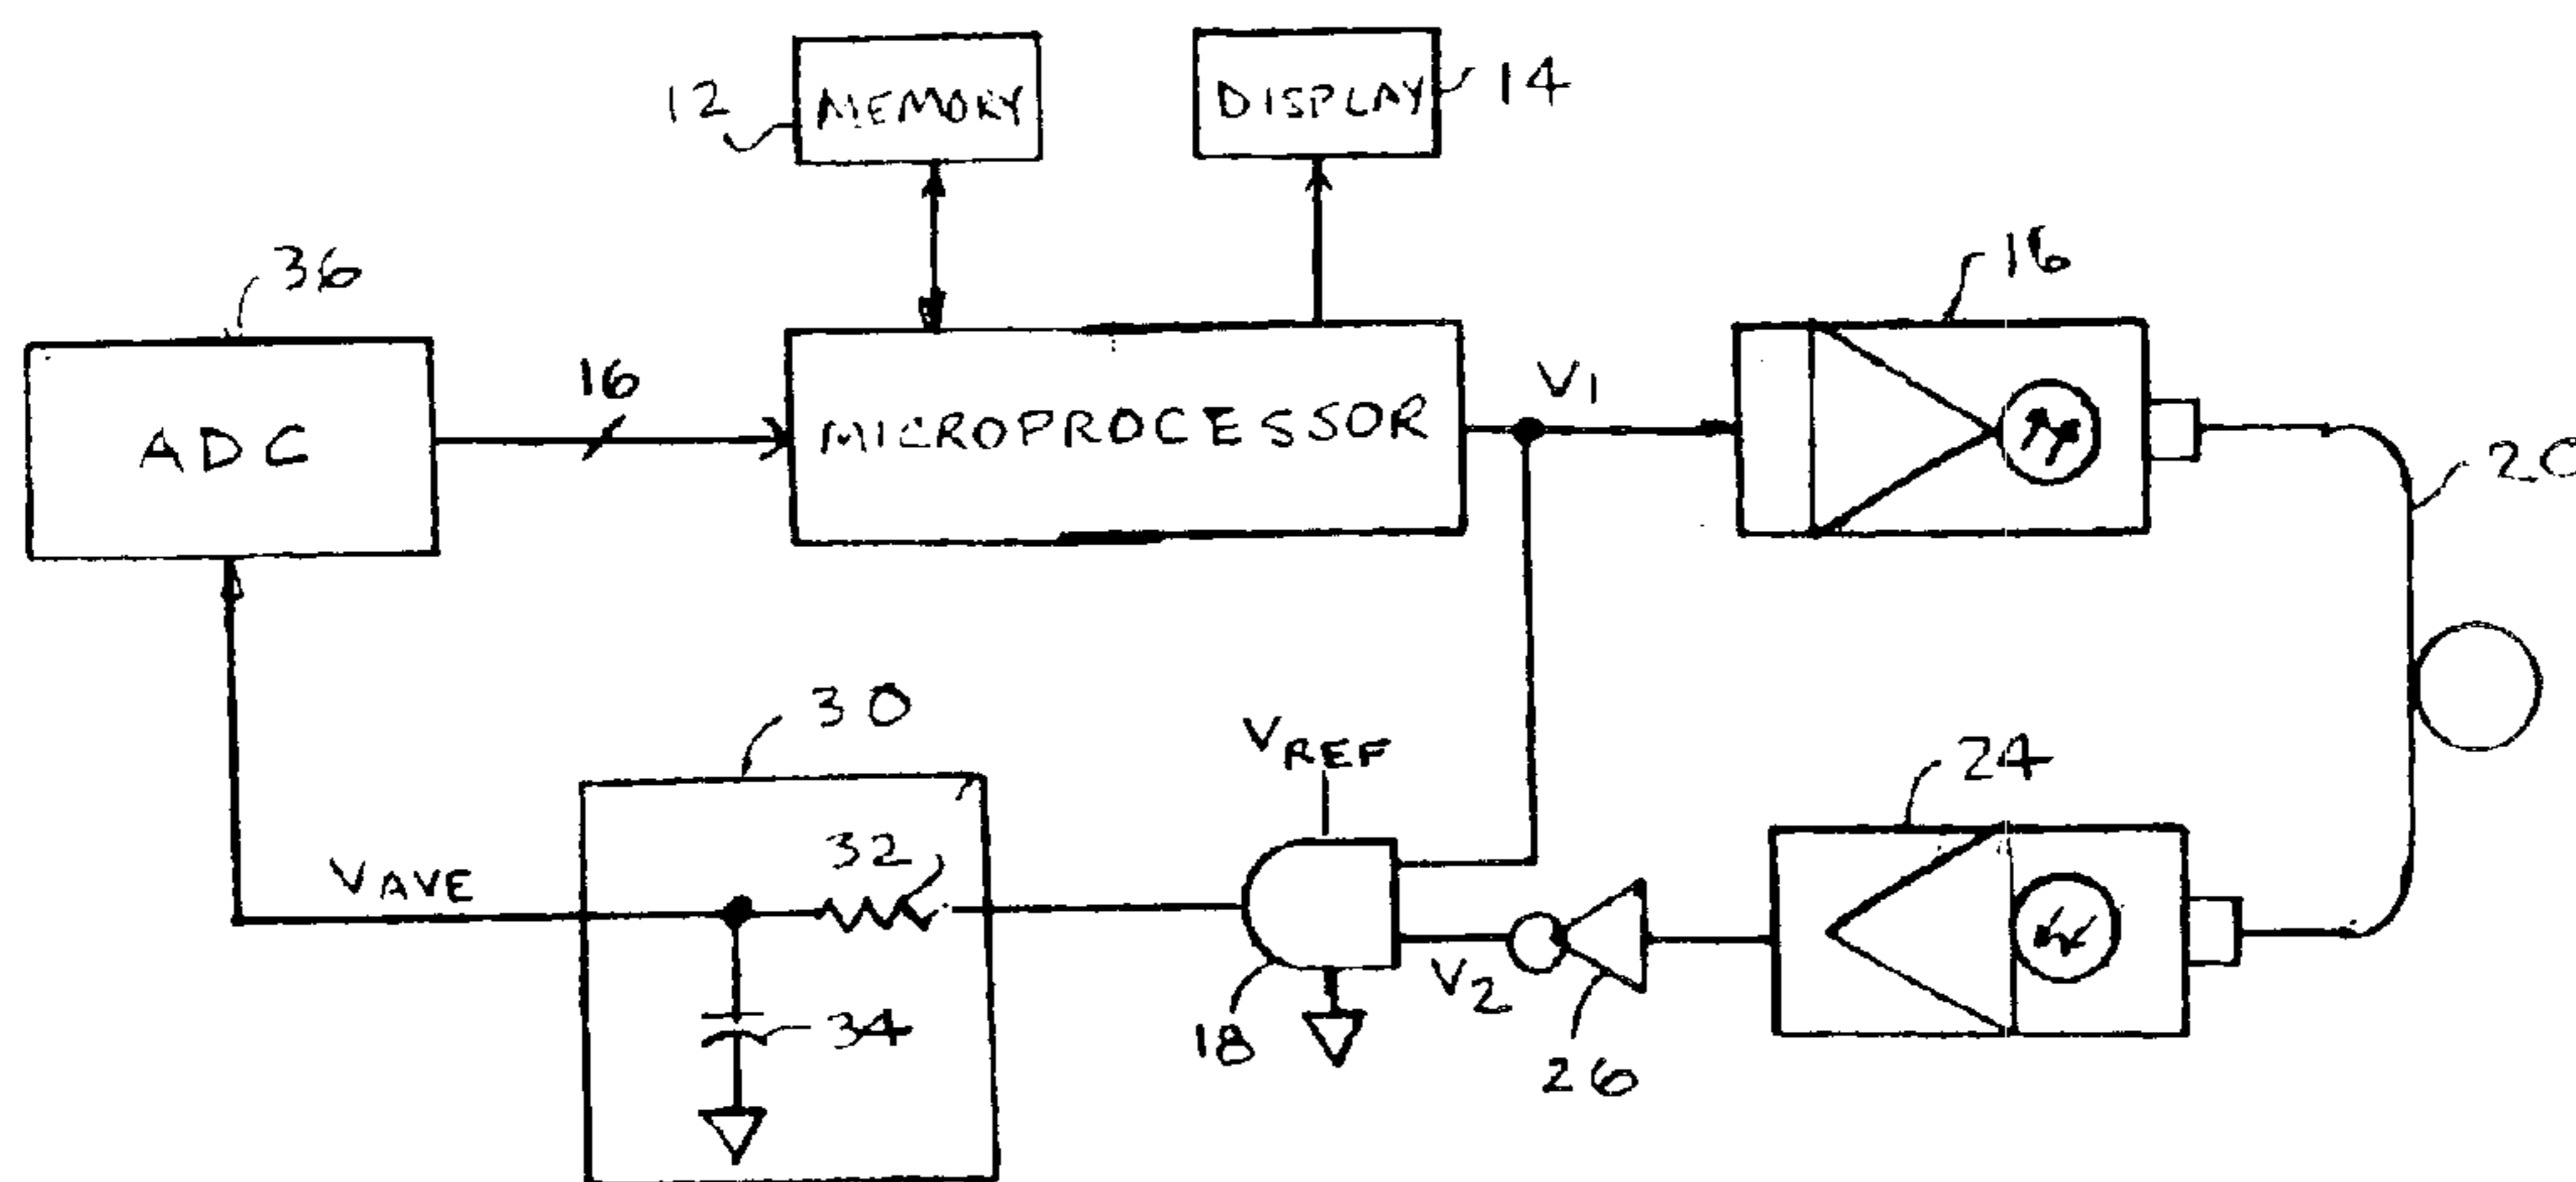 12
MEMORY
DISPLAY
14
36
16
ADC
16
MICROPROCESSOR
V1
20
30
VREF
24
32
VAVE
V2
18
34
26